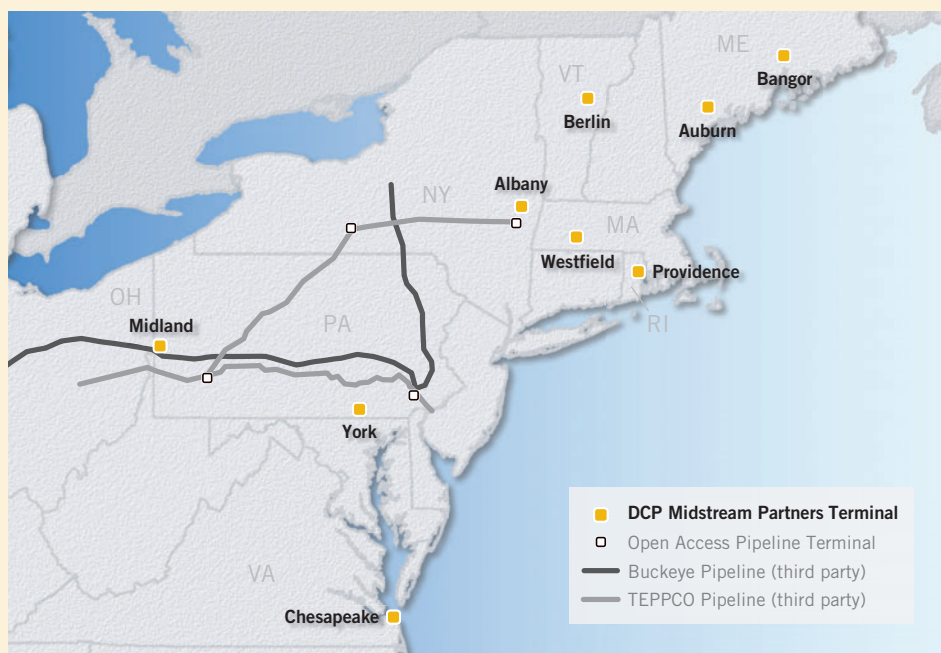 ME
Bangor
VT
Berlin
Auburn
NY
Albany
MA
Westfield
Providence
RI
OH
Midland
PA
York
VA
Chesapeake
DCP Midstream Partners Terminal
Open Access Pipeline Terminal
Buckeye Pipeline (third party)
TEPPCO Pipeline (third party)